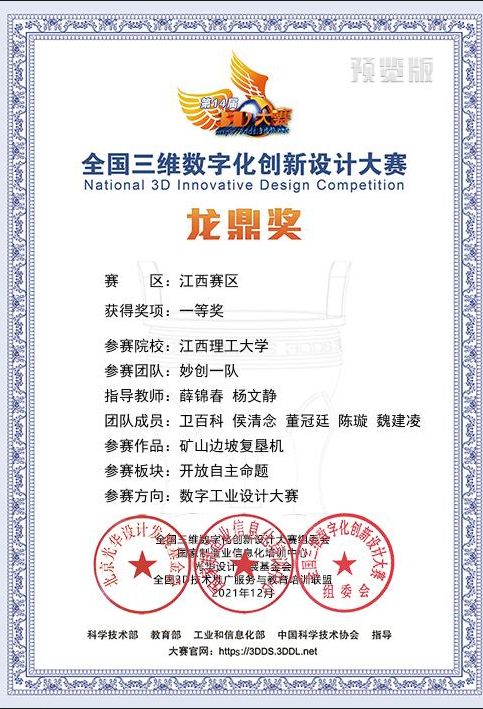 预览版
第14届
3D大赛
全国三维数字化创新设计大赛
National 3D Innovative Design Competition
龙鼎奖
赛 区：江西赛区
获得奖项：一等奖
参赛院校：江西理工大学
参赛团队：妙创一队
指导教师：薛锦春 杨文静
团队成员：卫百科 侯清念 董冠廷 陈璇 魏建凌
参赛作品：矿山边坡复垦机
参赛板块：开放自主命题
参赛方向：数字工业设计大赛
全国三维数字化创新设计大赛组委会
国家制造业信息化培训中心
光华设计发展基金会
全国3D技术推广服务与教育培训联盟
2021年12月
北京光华设计发展基金会
全国三维数字化创新设计大赛
组委会
科学技术部 教育部 工业和信息化部 中国科学技术协会 指导
大赛官网：https://3DDS.3DDL.net